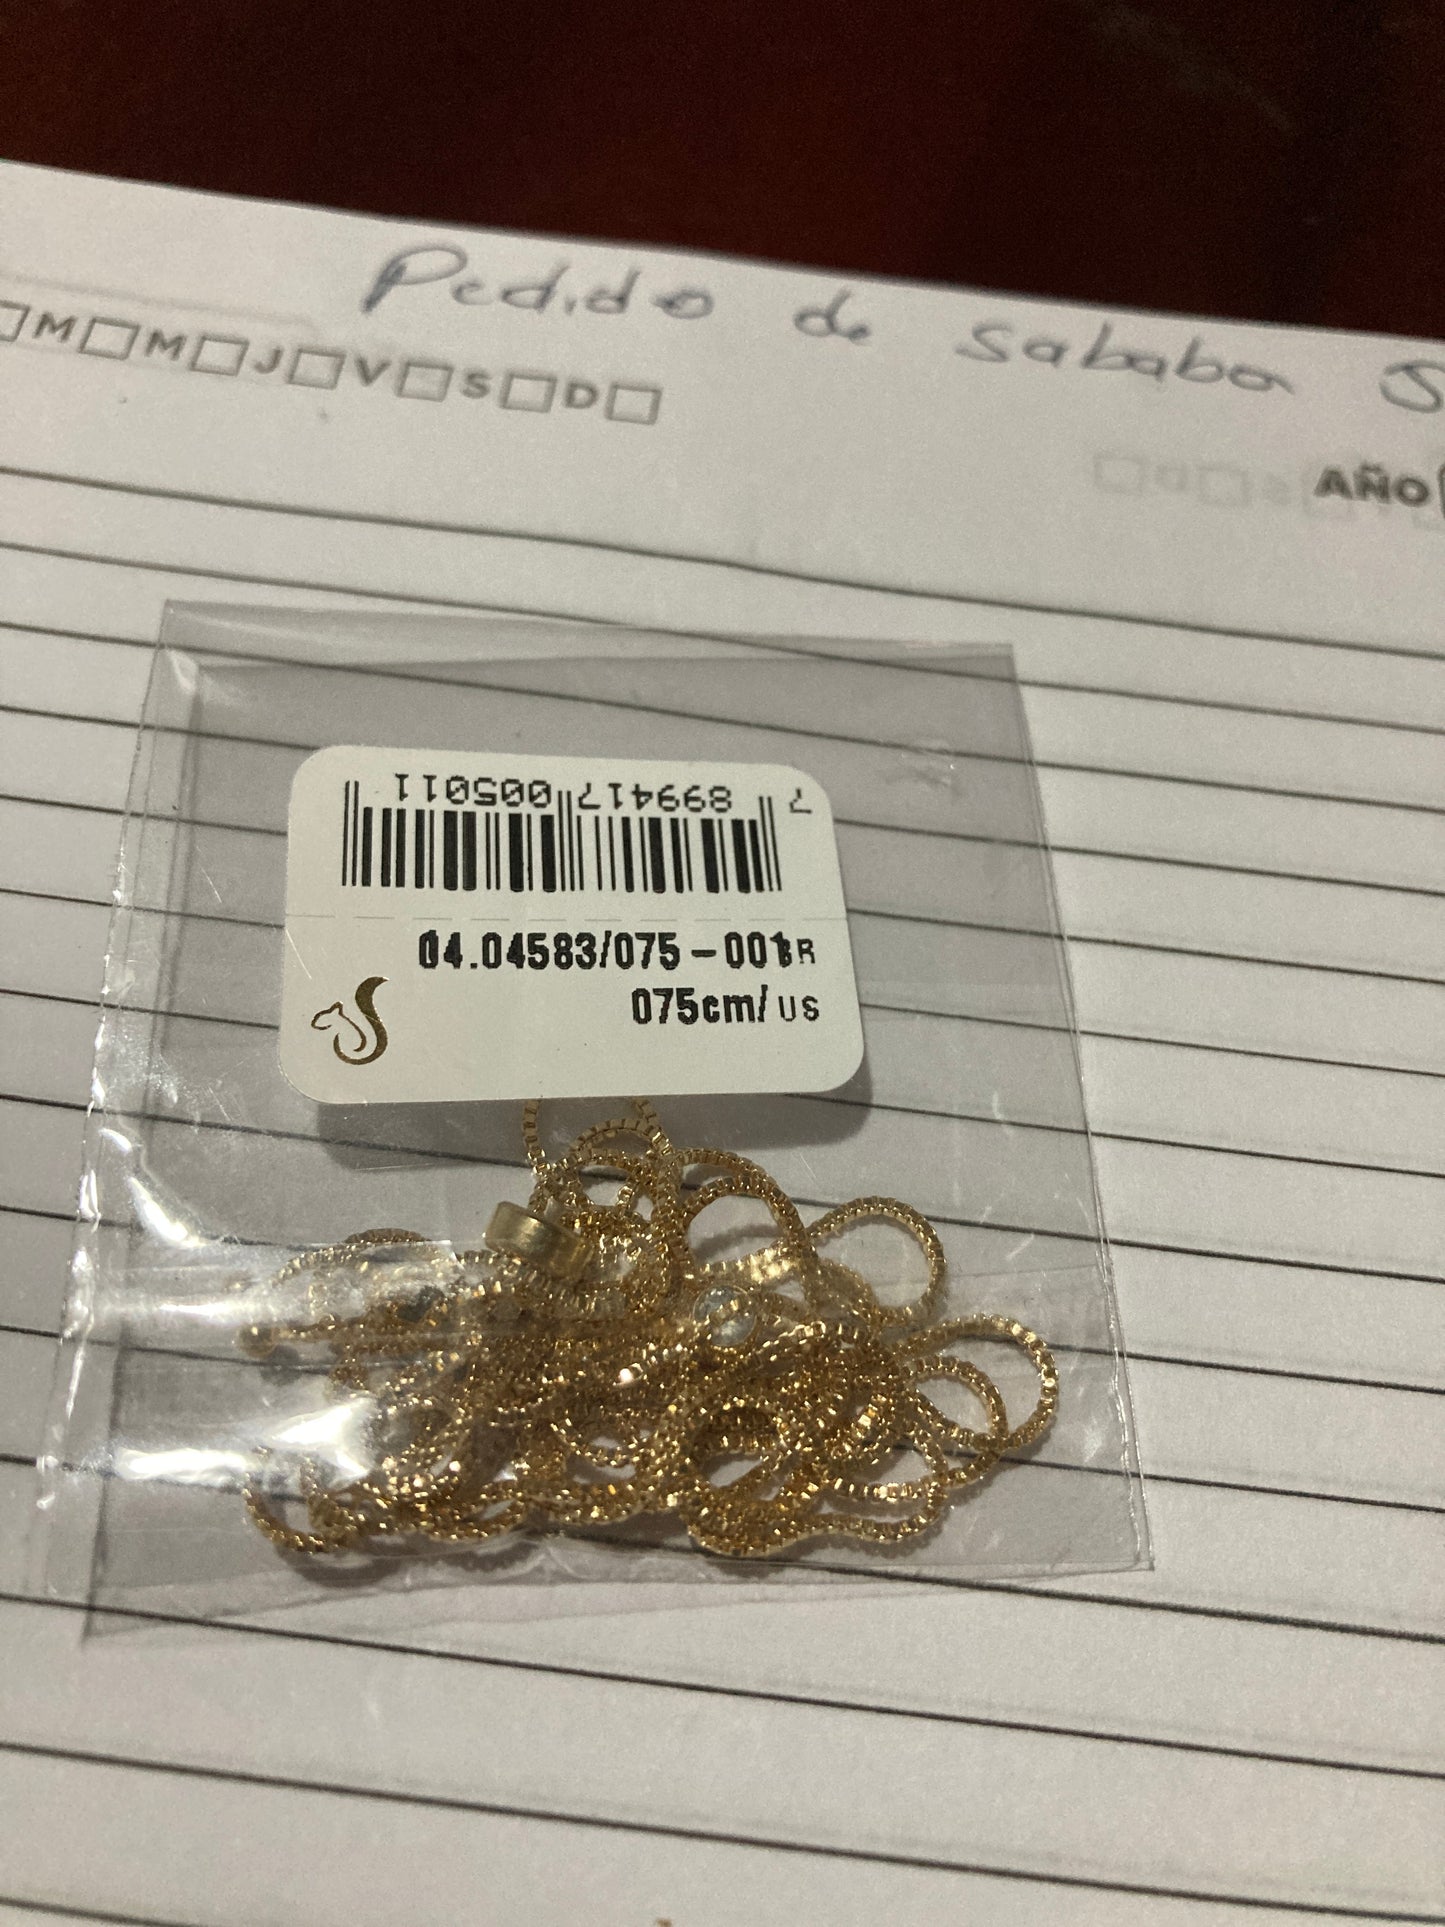 Pedido de sababa
M M J V S D
AÑO
7 899417 005011
04.04583/075-001BR
075cm/US